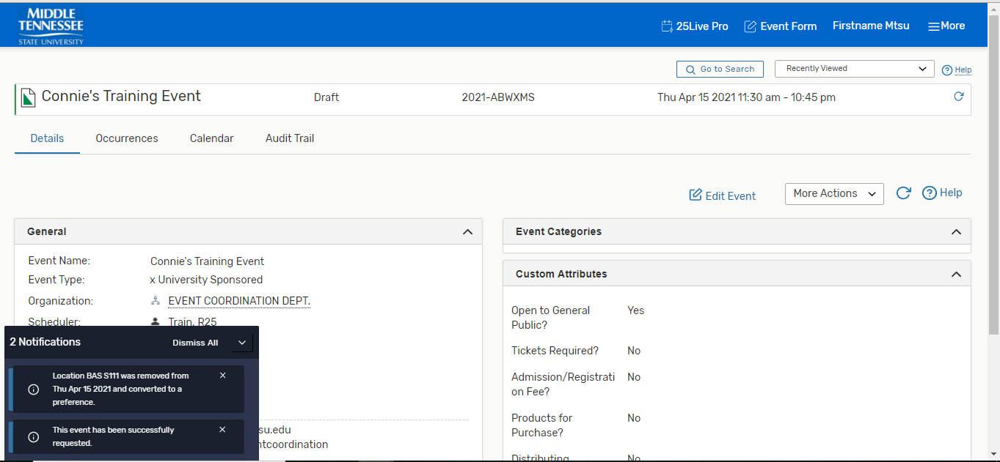 MIDDLE
TENNESSEE
STATE UNIVERSITY
25Live Pro
Event Form
Firstname Mtsu
More
Go to Search
Recently Viewed
Help
Connie's Training Event
Draft
2021-ABWXMS
Thu Apr 15 2021 11:30 am - 10:45 pm
Details
Occurrences
Calendar
Audit Trail
Edit Event
More Actions
Help
General
Event Name: Connie's Training Event
Event Type: x University Sponsored
Organization: EVENT COORDINATION DEPT.
Scheduler: Train, R25
su.edu
ntcoordination
2 Notifications
Dismiss All
Location BAS S111 was removed from
Thu Apr 15 2021 and converted to a
preference.
This event has been successfully
requested.
Event Categories
Custom Attributes
Open to General Yes
Public?
Tickets Required? No
Admission/Registrati No
on Fee?
Products for No
Purchase?
Distributing No